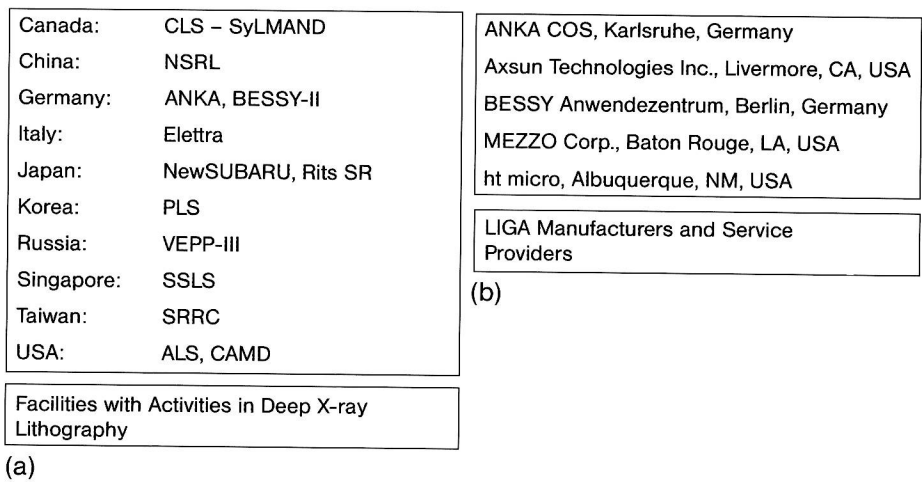 Canada: CLS – SyLMAND
China: NSRL
Germany: ANKA, BESSY-II
Italy: Elettra
Japan: NewSUBARU, Rits SR
Korea: PLS
Russia: VEPP-III
Singapore: SSLS
Taiwan: SRRC
USA: ALS, CAMD
Facilities with Activities in Deep X-ray
Lithography
(a)
ANKA COS, Karlsruhe, Germany
Axsun Technologies Inc., Livermore, CA, USA
BESSY Anwendezentrum, Berlin, Germany
MEZZO Corp., Baton Rouge, LA, USA
ht micro, Albuquerque, NM, USA
LIGA Manufacturers and Service
Providers
(b)